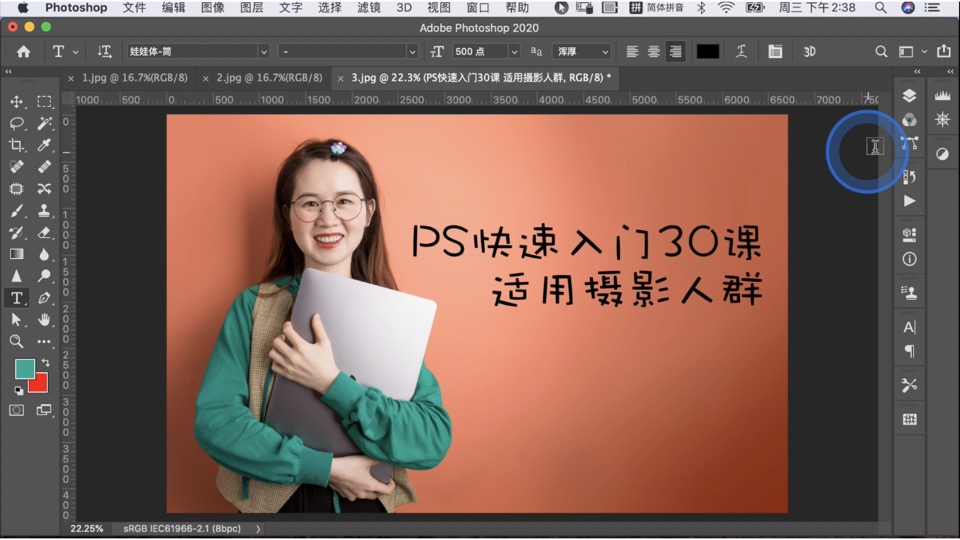 Photoshop 文件 编辑 图像 图层 文字 选择 滤镜 3D 视图 窗口 帮助 拼 简体拼音 周三 下午2:38
Adobe Photoshop 2020
T 娃娃体-简 - 500 点 浑厚 3D
1.jpg @ 16.7%(RGB/8) 2.jpg @ 16.7%(RGB/8) 3.jpg @ 22.3% (PS快速入门30课 适用摄影人群, RGB/8) *
1000 500 0 500 1000 1500 2000 2500 3000 3500 4000 4500 5000 5500 6000 6500 7000
PS快速入门30课
适用摄影人群
22.25% sRGB IEC61966-2.1 (8bpc)